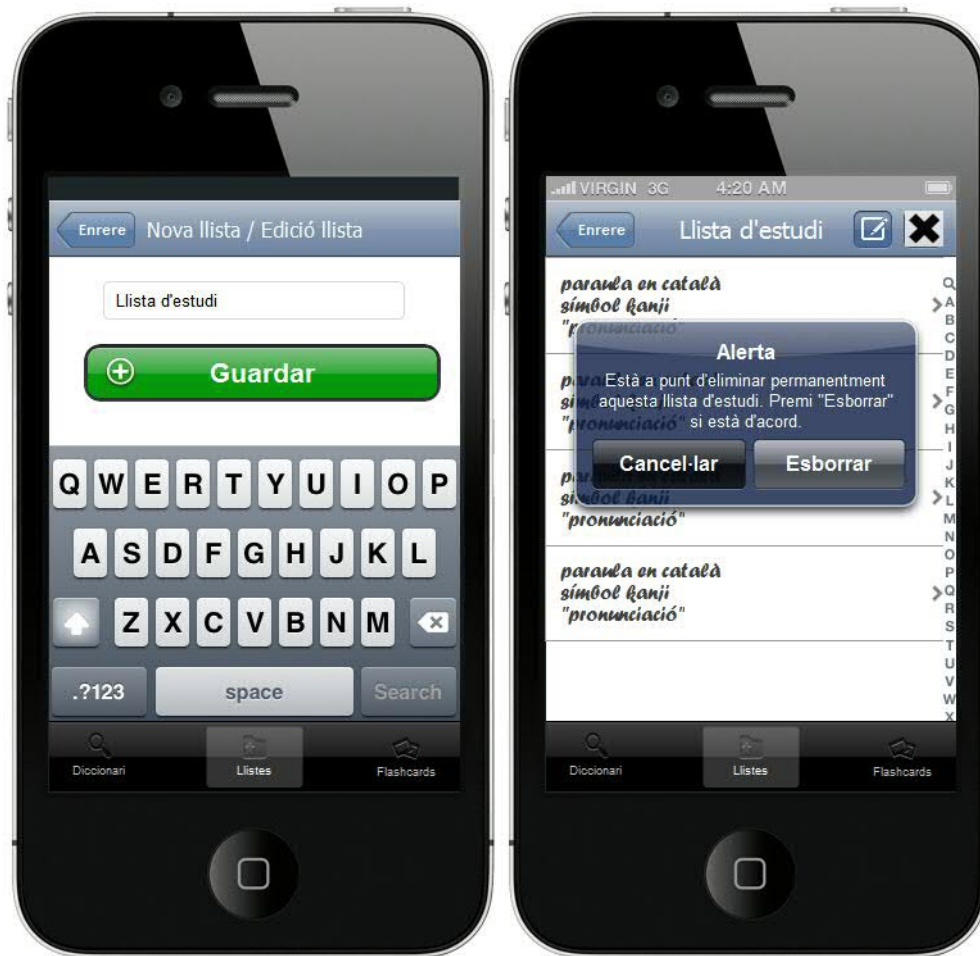 Enrere Nova llista / Edició llista
Llista d'estudi
Guardar
Q W E R T Y U I O P
A S D F G H J K L
Z X C V B N M
.?123 space Search
Diccionari Llistes Flashcards
VIRGIN 3G 4:20 AM
Enrere Llista d'estudi
paraula en català
símbol kanji
"pronunciació"
Alerta
Està a punt d'eliminar permanentment
aquesta llista d'estudi. Premi "Esborrar"
si està d'acord.
Cancel·lar Esborrar
símbol kanji
"pronunciació"
paraula en català
símbol kanji
"pronunciació"
A
B
C
D
E
F
G
H
I
J
K
L
M
N
O
P
Q
R
S
T
U
V
W
X
Diccionari Llistes Flashcards